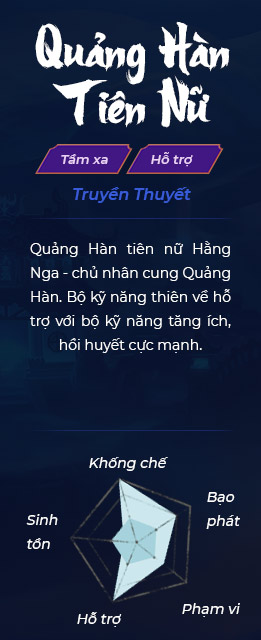 Quảng Hàn
Tiên Nữ
Tầm xa
Hỗ trợ
Truyền Thuyết
Quảng Hàn tiên nữ Hằng
Nga - chủ nhân cung Quảng
Hàn. Bộ kỹ năng thiên về hỗ
trợ với bộ kỹ năng tăng ích,
hồi huyết cực mạnh.
Khống chế
Bạo
phát
Sinh
tồn
Phạm vi
Hỗ trợ